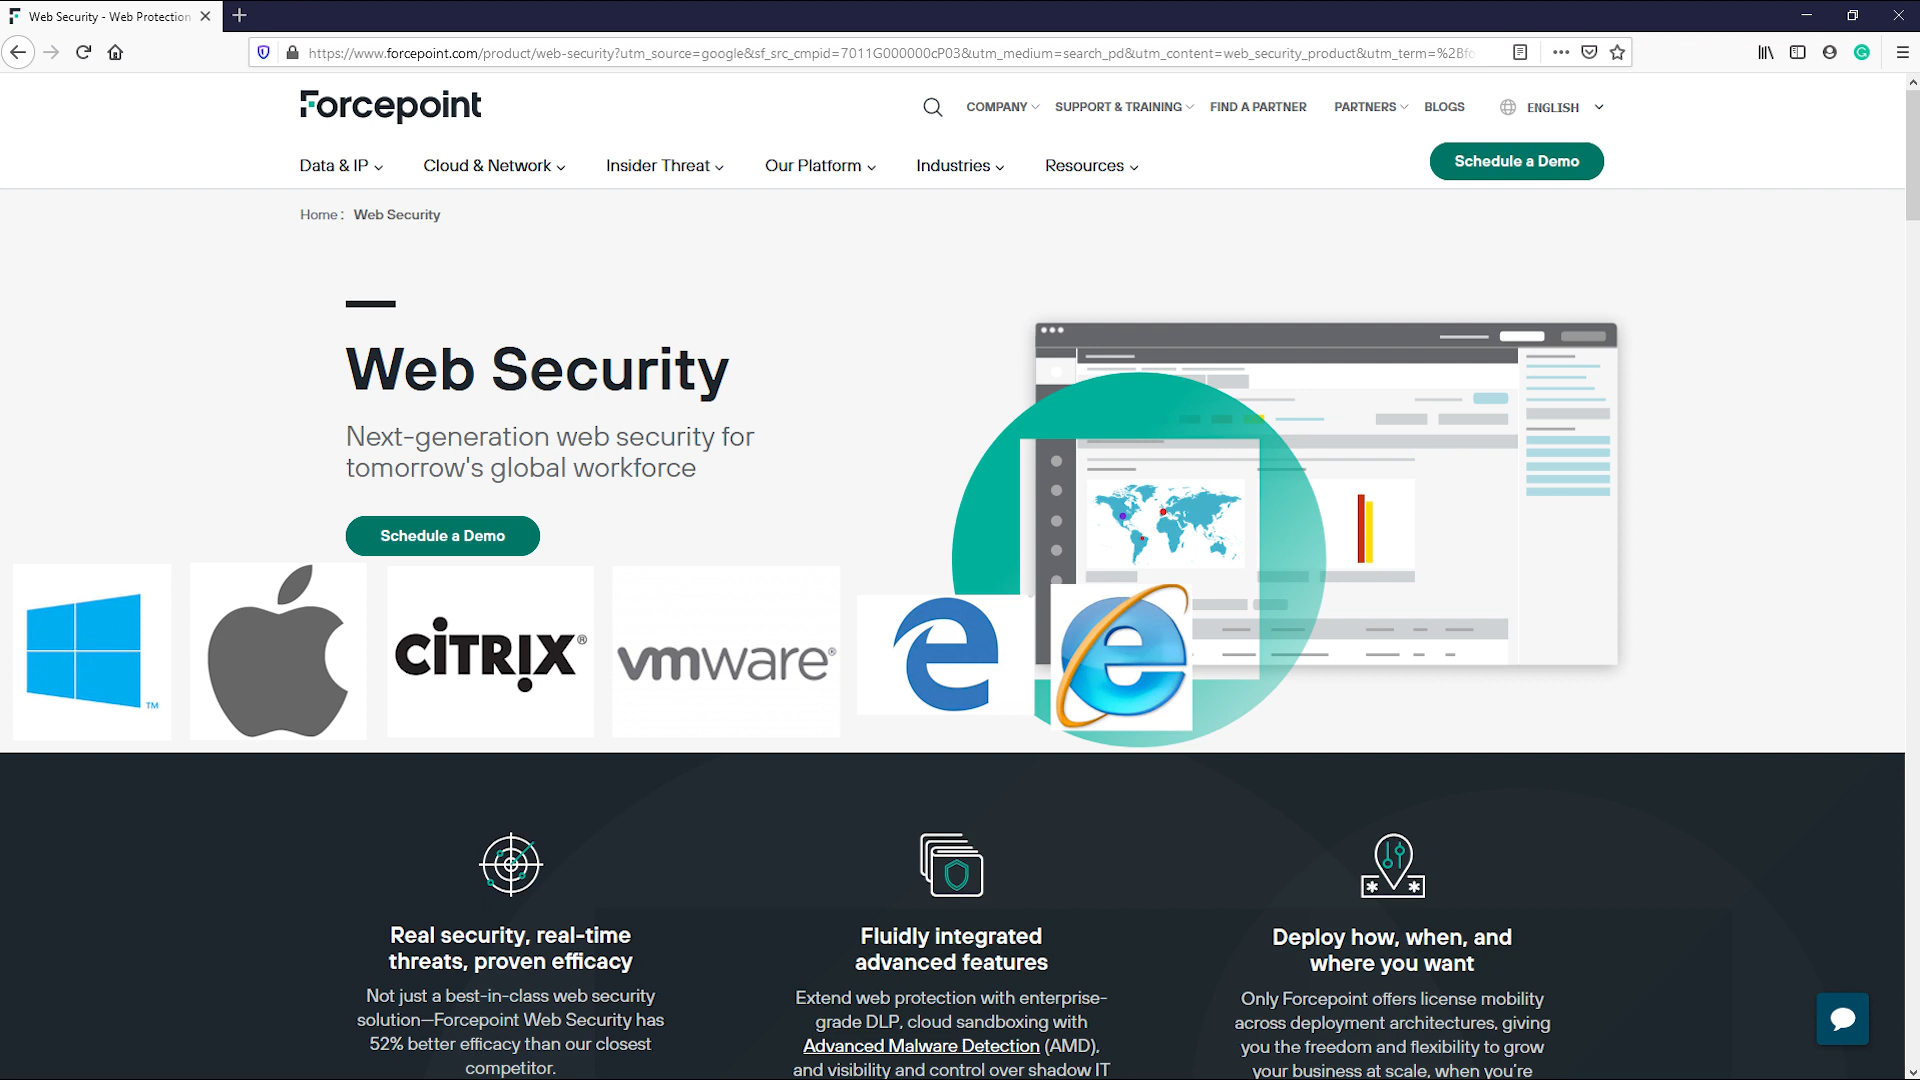 Web Security - Web Protection
https://www.forcepoint.com/product/web-security?utm_source=google&sf_src_cmpid=7011G000000cP03&utm_medium=search_pd&utm_content=web_security_product&utm_term=%2Bfo
Forcepoint
COMPANY SUPPORT & TRAINING FIND A PARTNER PARTNERS BLOGS ENGLISH
Data & IP Cloud & Network Insider Threat Our Platform Industries Resources Schedule a Demo
Home : Web Security
Web Security
Next-generation web security for
tomorrow's global workforce
Schedule a Demo
TM
CİTRIX®
vmware®
Real security, real-time
threats, proven efficacy
Not just a best-in-class web security
solution—Forcepoint Web Security has
52% better efficacy than our closest
competitor.
Fluidly integrated
advanced features
Extend web protection with enterprise-
grade DLP, cloud sandboxing with
Advanced Malware Detection (AMD),
and visibility and control over shadow IT
Deploy how, when, and
where you want
Only Forcepoint offers license mobility
across deployment architectures, giving
you the freedom and flexibility to grow
your business at scale, when you're